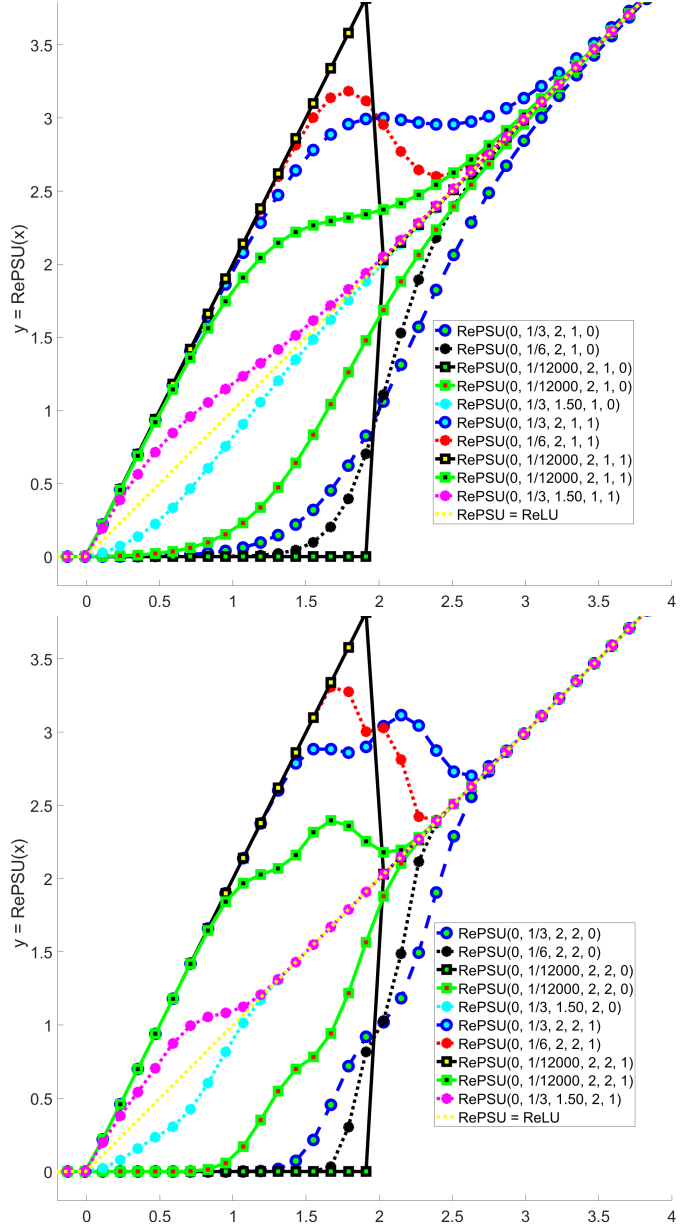 3.5
3
2.5
2
1.5
1
0.5
0
y = RePSU(x)
RePSU(0, 1/3, 2, 1, 0)
RePSU(0, 1/6, 2, 1, 0)
RePSU(0, 1/12000, 2, 1, 0)
RePSU(0, 1/12000, 2, 1, 0)
RePSU(0, 1/3, 1.50, 1, 0)
RePSU(0, 1/3, 2, 1, 1)
RePSU(0, 1/6, 2, 1, 1)
RePSU(0, 1/12000, 2, 1, 1)
RePSU(0, 1/12000, 2, 1, 1)
RePSU(0, 1/3, 1.50, 1, 1)
RePSU = ReLU
0 0.5 1 1.5 2 2.5 3 3.5 4
3.5
3
2.5
2
1.5
1
0.5
0
y = RePSU(x)
RePSU(0, 1/3, 2, 2, 0)
RePSU(0, 1/6, 2, 2, 0)
RePSU(0, 1/12000, 2, 2, 0)
RePSU(0, 1/12000, 2, 2, 0)
RePSU(0, 1/3, 1.50, 2, 0)
RePSU(0, 1/3, 2, 2, 1)
RePSU(0, 1/6, 2, 2, 1)
RePSU(0, 1/12000, 2, 2, 1)
RePSU(0, 1/12000, 2, 2, 1)
RePSU(0, 1/3, 1.50, 2, 1)
RePSU = ReLU
0 0.5 1 1.5 2 2.5 3 3.5 4